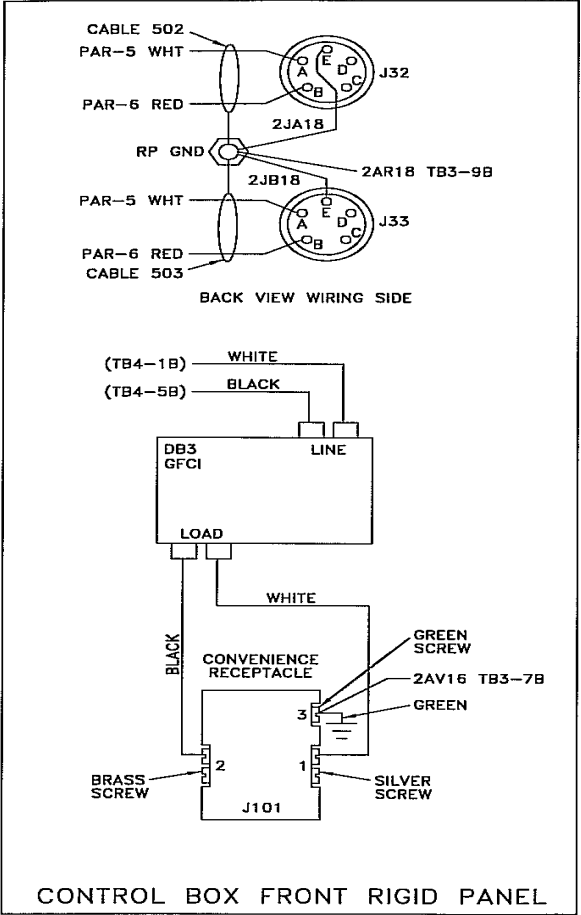 CABLE 502
PAR-5 WHT
A
E
D
J32
PAR-6 RED
B
C
2JA18
RP GND
2AR18 TB3-9B
2JB18
PAR-5 WHT
A
E
D
J33
PAR-6 RED
B
C
CABLE 503
BACK VIEW WIRING SIDE
(TB4-1B)
WHITE
(TB4-5B)
BLACK
DB3
GFCI
LINE
LOAD
WHITE
BLACK
CONVENIENCE
RECEPTACLE
GREEN
SCREW
2AV16 TB3-7B
3
GREEN
2
1
BRASS
SCREW
SILVER
SCREW
J101
CONTROL BOX FRONT RIGID PANEL